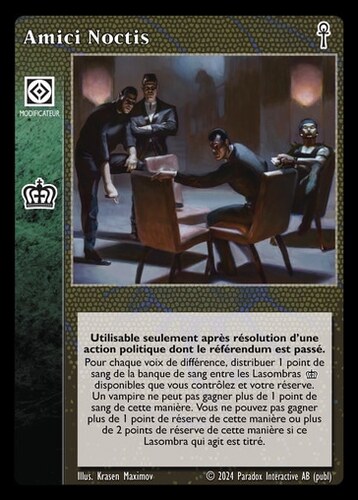 Amici Noctis
MODIFICATEUR
Utilisable seulement après résolution d'une
action politique dont le référendum est passé.
Pour chaque voix de différence, distribuer 1 point de
sang de la banque de sang entre les Lasombras
disponibles que vous contrôlez et votre réserve.
Un vampire ne peut pas gagner plus de 1 point de
sang de cette manière. Vous ne pouvez pas gagner
plus de 1 point de réserve de cette manière ou plus
de 2 points de réserve de cette manière si ce
Lasombra qui agit est titré.
Illus. Krasen Maximov
© 2024 Paradox Interactive AB (publ)